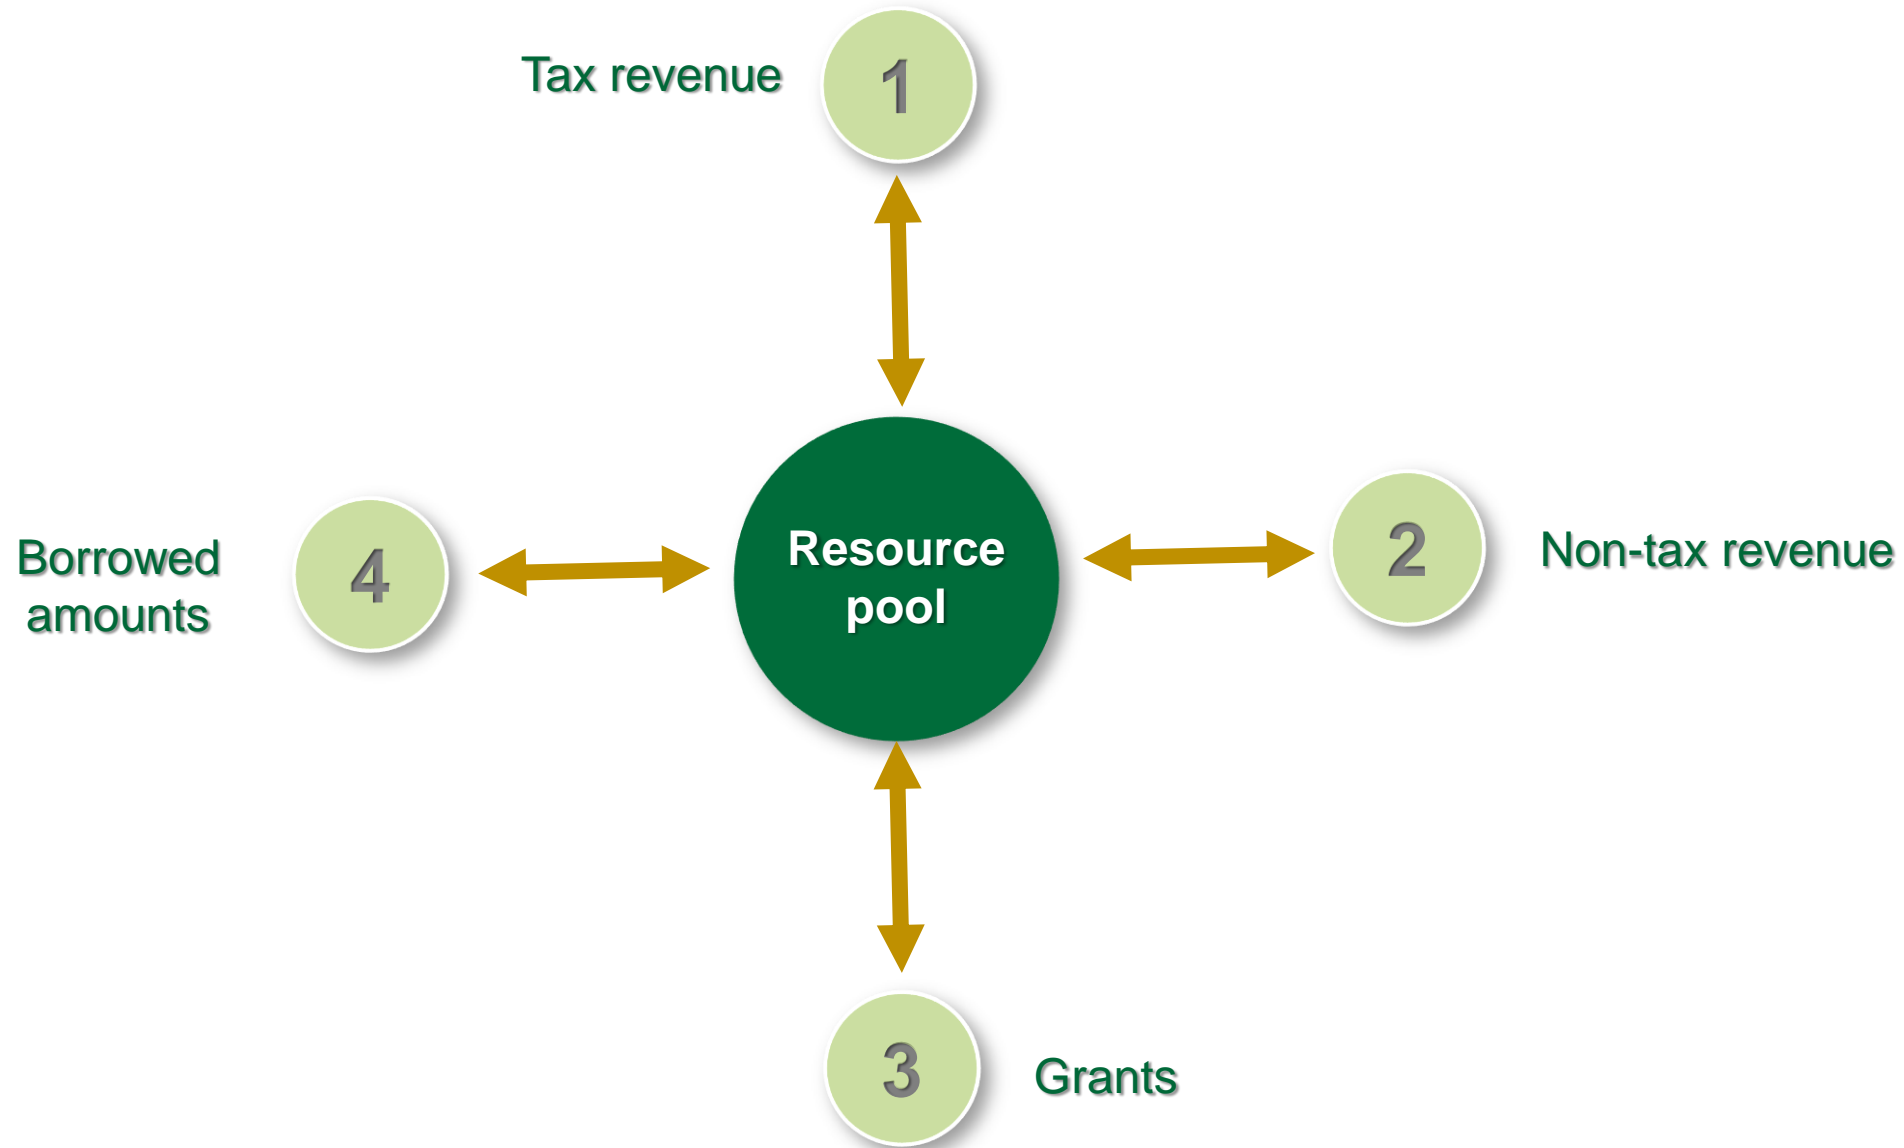 Tax revenue
1
Resource
pool
2
Non-tax revenue
3
Grants
4
Borrowed
amounts